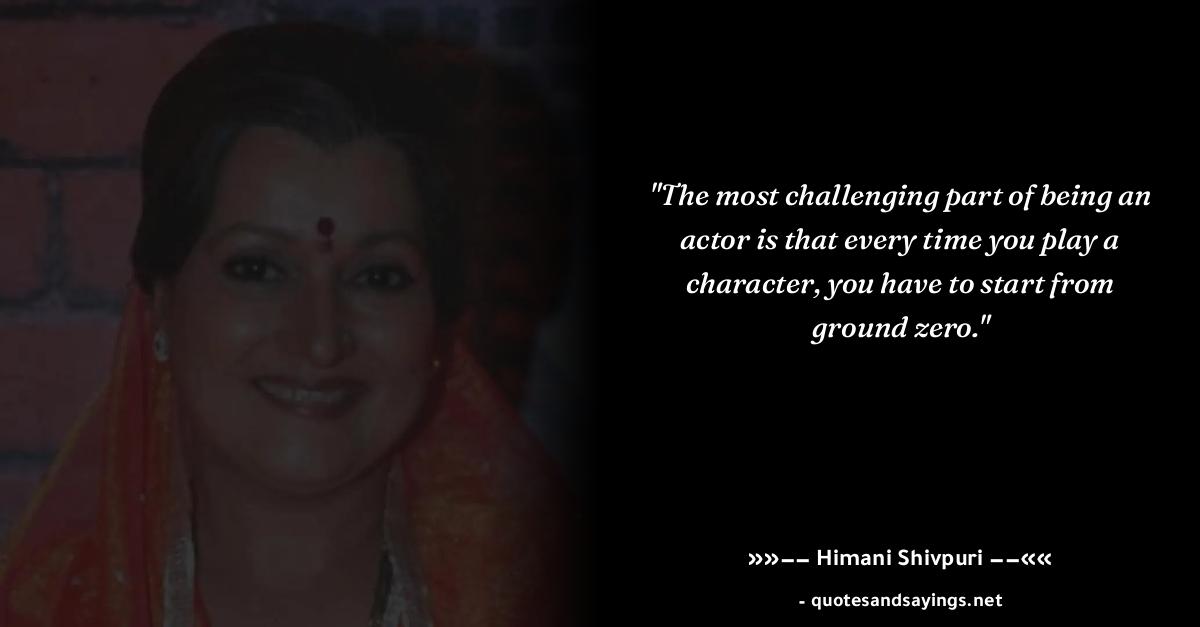 "The most challenging part of being an
actor is that every time you play a
character, you have to start from
ground zero."
»»–– Himani Shivpuri ––««
- quotesandsayings.net